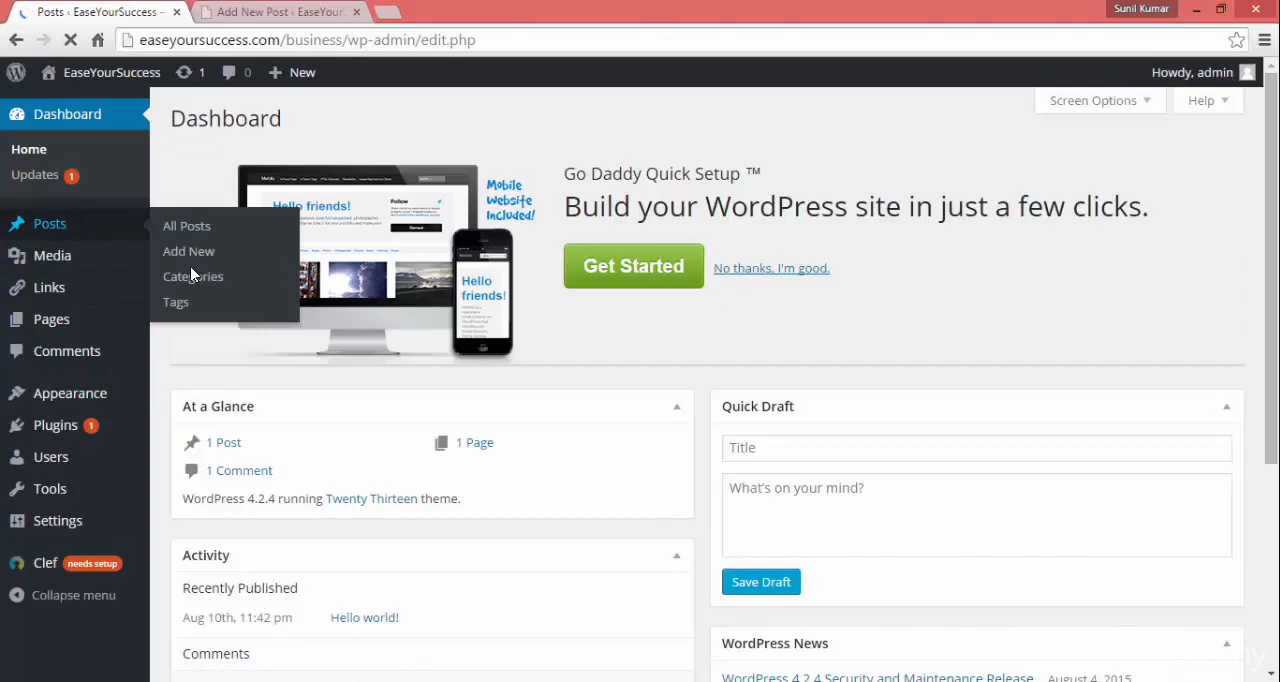 Posts ‹ EaseYourSuccess –
Add New Post ‹ EaseYour
Sunil Kumar
easeyoursuccess.com/business/wp-admin/edit.php
EaseYourSuccess 1 0 New
Howdy, admin
Dashboard
Home
Updates 1
Posts
Media
Links
Pages
Comments
Appearance
Plugins 1
Users
Tools
Settings
Clef needs setup
Collapse menu
All Posts
Add New
Categories
Tags
Dashboard
Screen Options
Help
Hello friends!
Follow
Mobile
Website
Included!
Hello
friends!
Go Daddy Quick Setup ™
Build your WordPress site in just a few clicks.
Get Started
No thanks, I'm good.
At a Glance
1 Post
1 Page
1 Comment
WordPress 4.2.4 running Twenty Thirteen theme.
Activity
Recently Published
Aug 10th, 11:42 pm Hello world!
Comments
Quick Draft
Title
What's on your mind?
Save Draft
WordPress News
WordPress 4.2.4 Security and Maintenance Release August 4, 2015